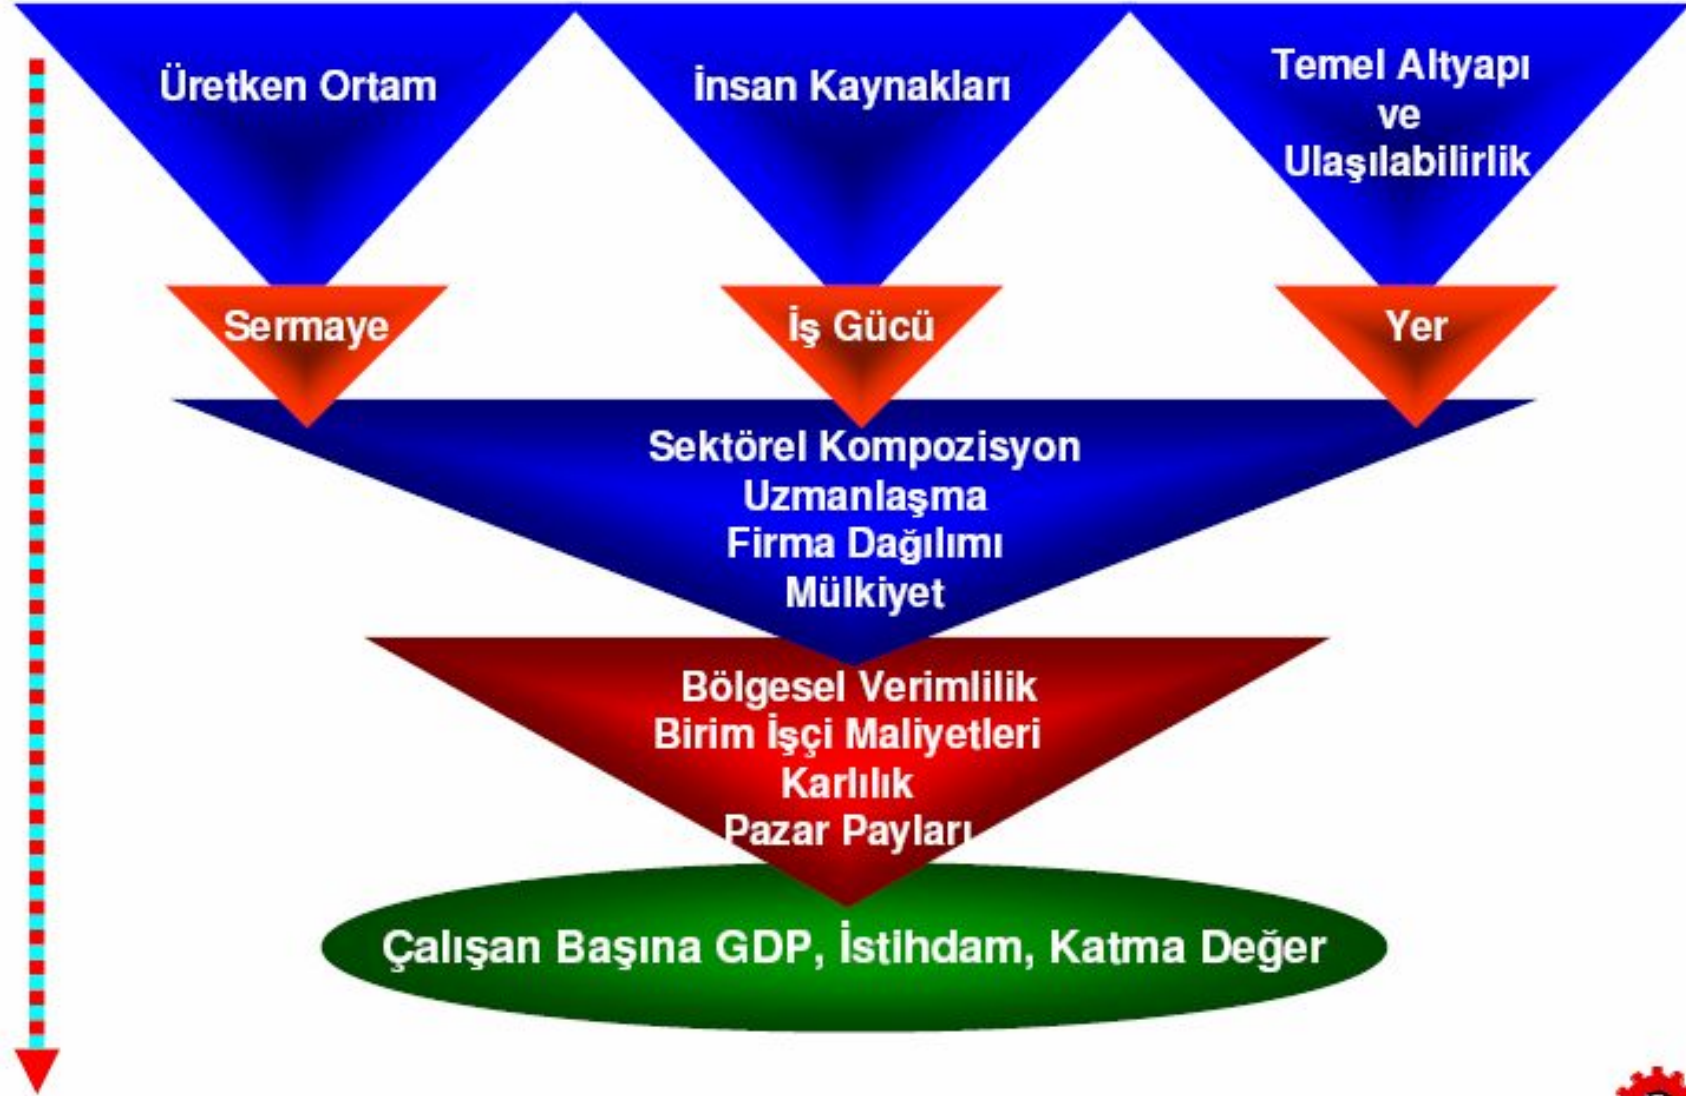 Üretken Ortam
İnsan Kaynakları
Temel Altyapı
ve
Ulaşılabilirlik
Sermaye
İş Gücü
Yer
Sektörel Kompozisyon
Uzmanlaşma
Firma Dağılımı
Mülkiyet
Bölgesel Verimlilik
Birim İşçi Maliyetleri
Karlılık
Pazar Payları
Çalışan Başına GDP, İstihdam, Katma Değer